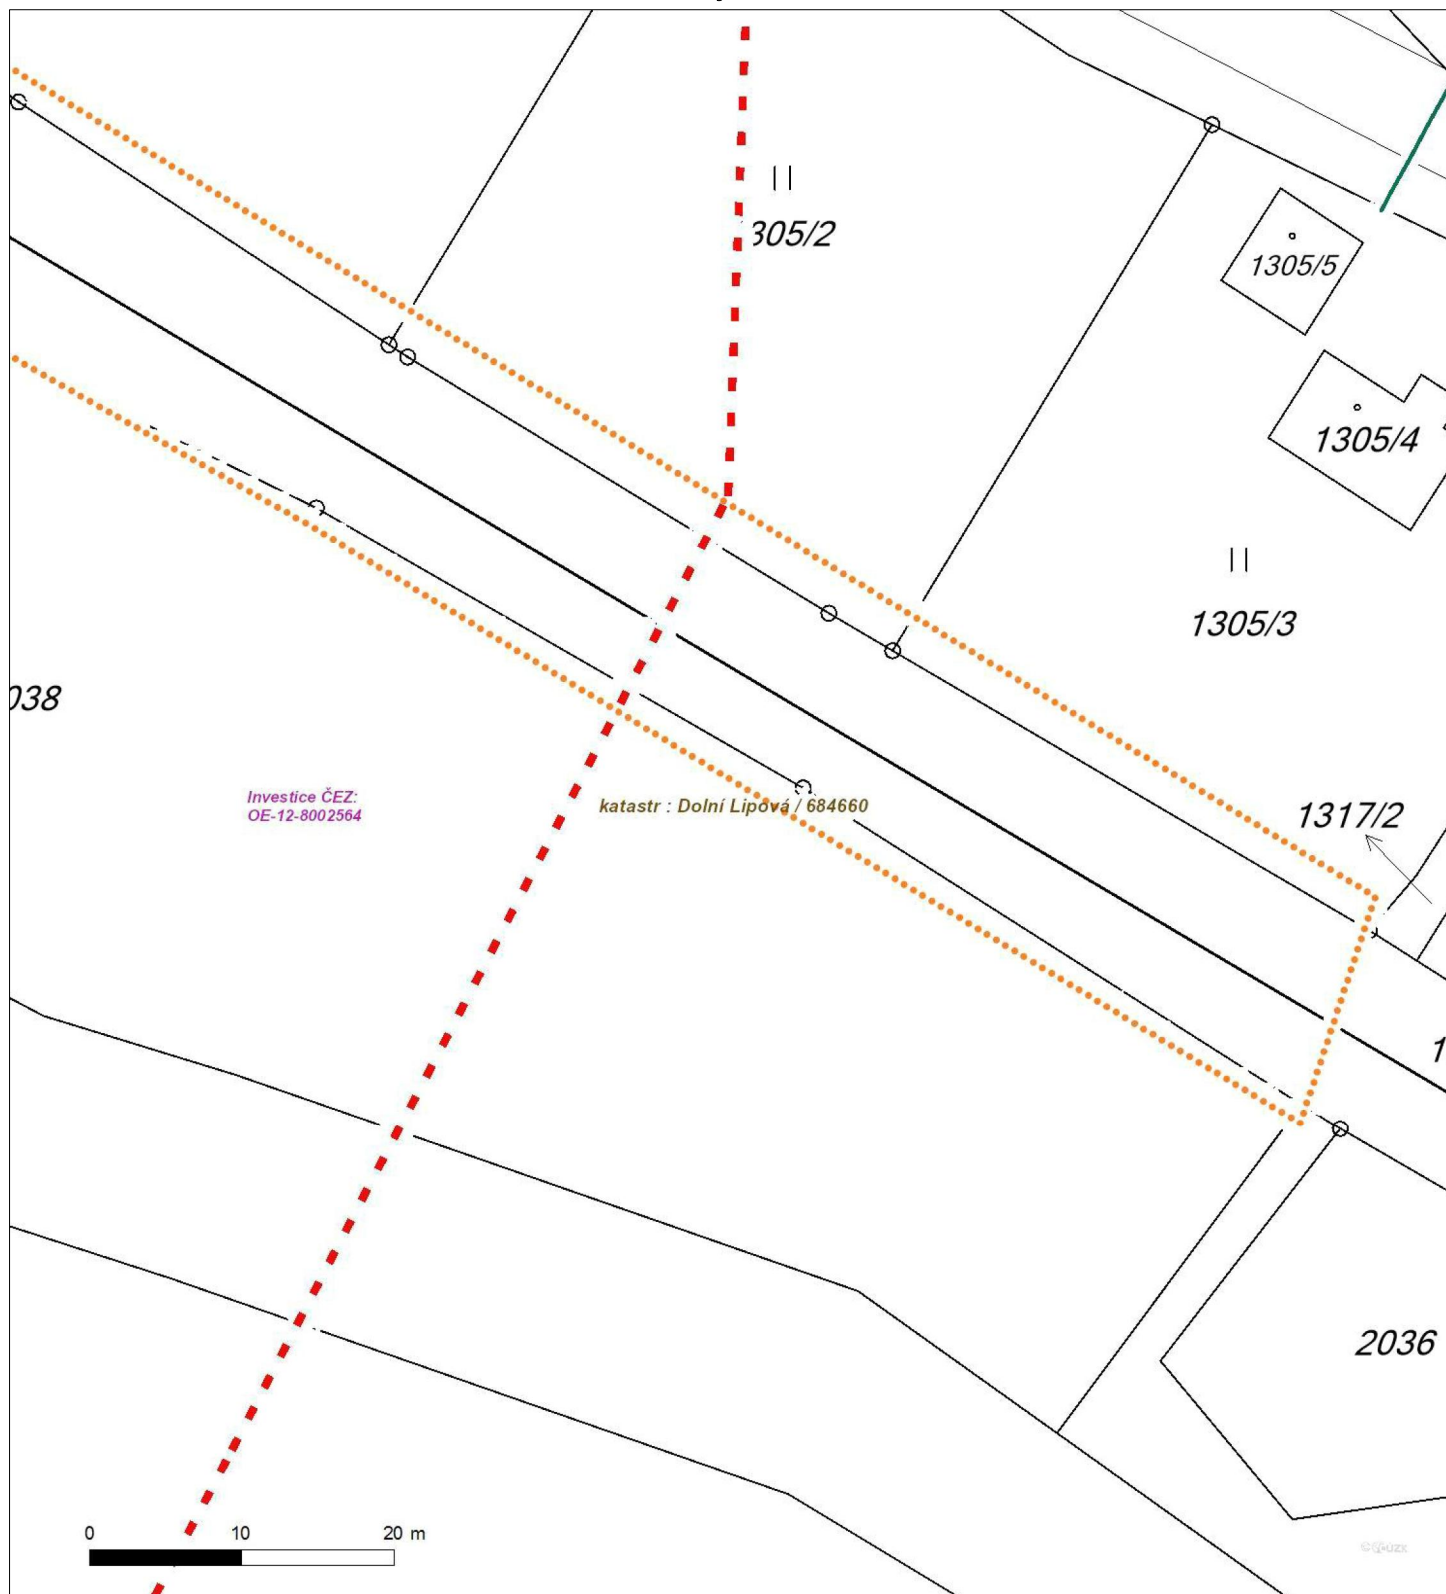 305/2
1305/5
1305/4
1305/3
038
Investice ČEZ:
OE-12-8002564
katastr : Dolní Lipová / 684660
1317/2
1
2036
0 10 20 m